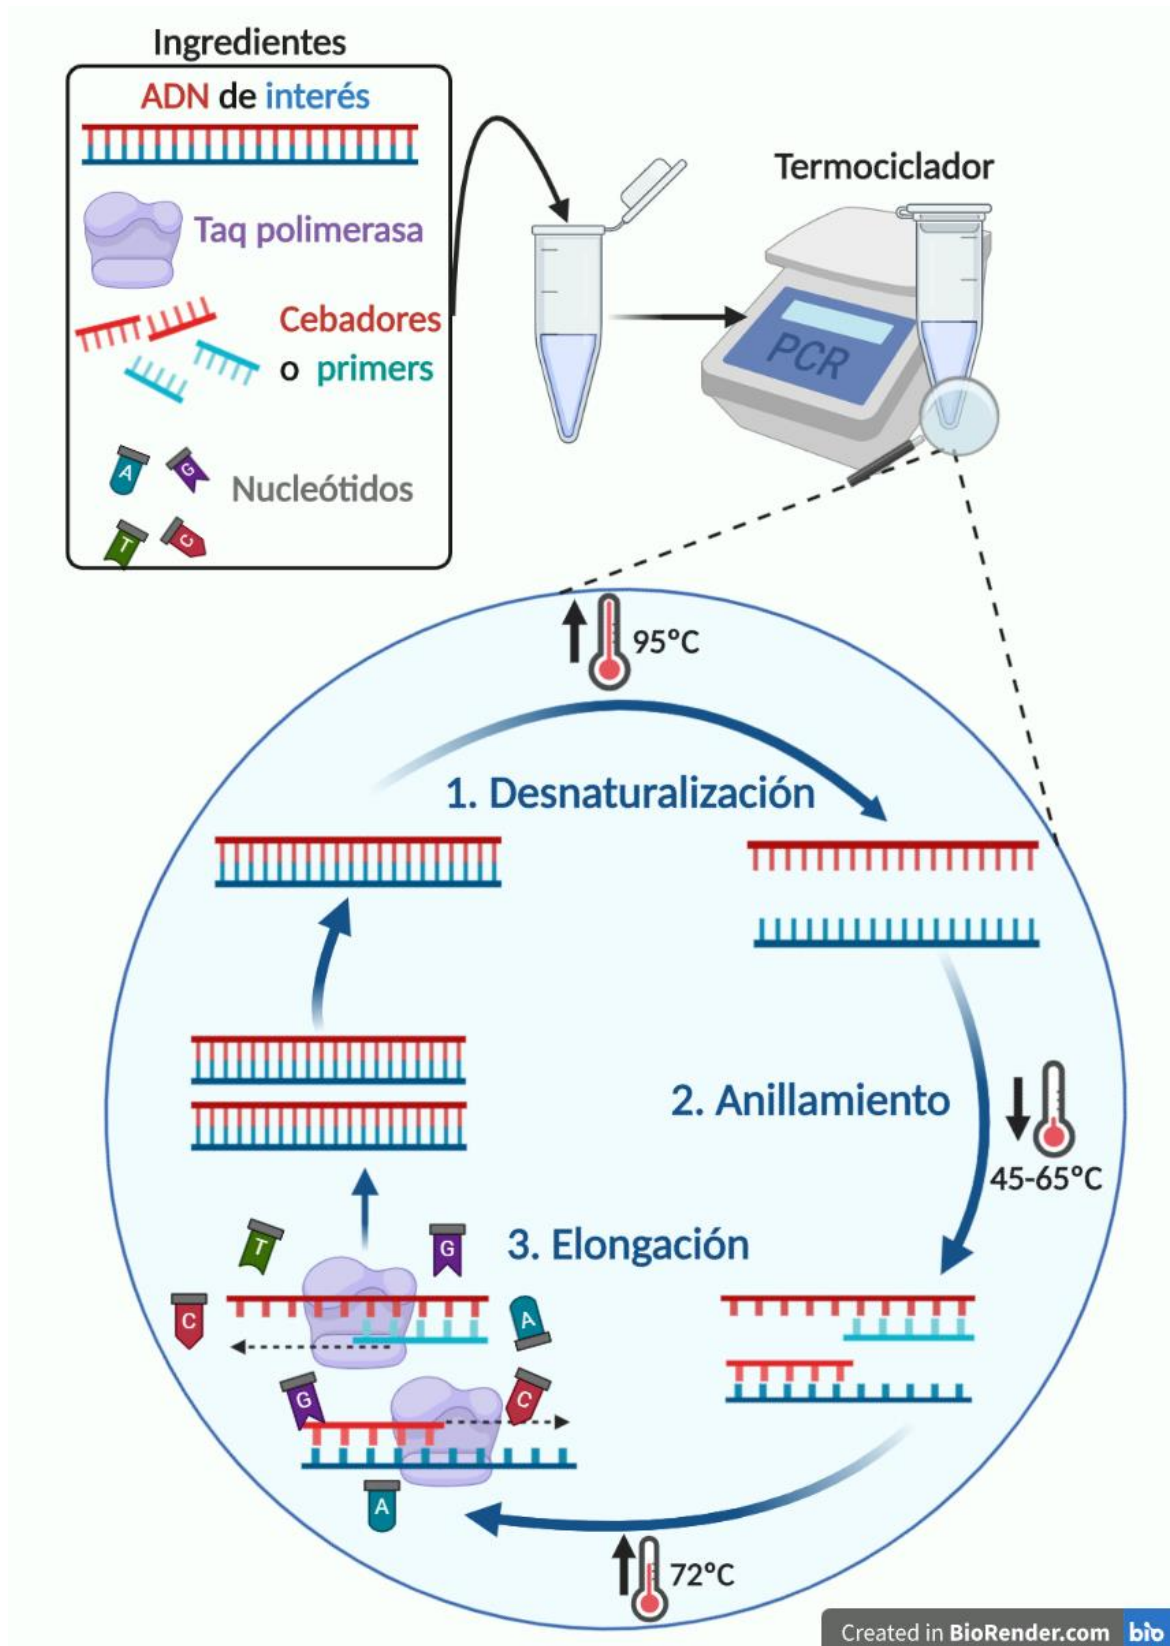 Ingredientes
ADN de interés
Taq polimerasa
Cebadores
o primers
A
G
Nucleótidos
T
C
Termociclador
PCR
95°C
1. Desnaturalización
2. Anillamiento
45-65°C
3. Elongación
T
G
C
A
G
C
A
72°C
Created in BioRender.com bio